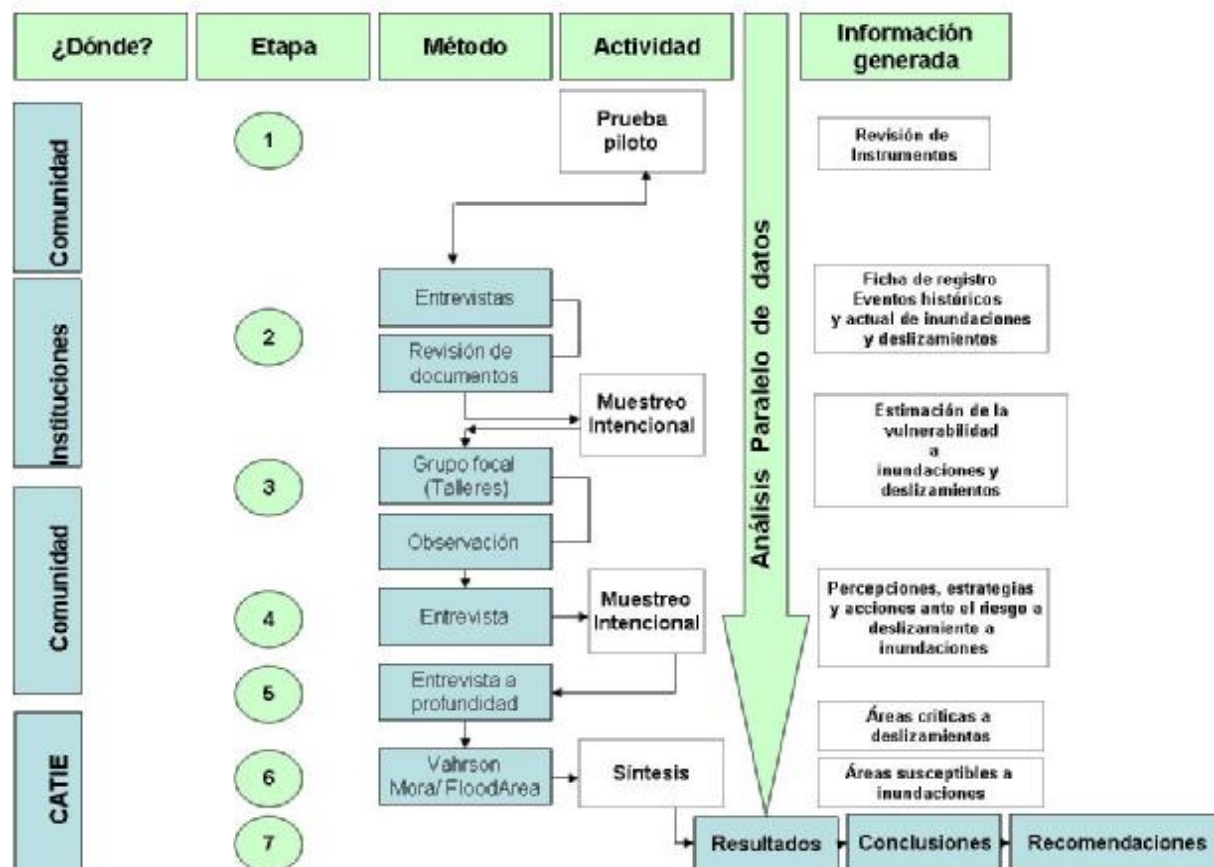 ¿Dónde?
Etapa
Método
Actividad
Información
generada
Comunidad
1
Prueba
piloto
Revisión de
Instrumentos
Instituciones
2
Entrevistas
Revisión de
documentos
Muestreo
Intencional
Ficha de registro
Eventos históricos
y actual de inundaciones
y deslizamientos
Estimación de la
vulnerabilidad
a
inundaciones y
deslizamientos
Análisis Paralelo de datos
Comunidad
3
Grupo focal
(Talleres)
Observación
4
Entrevista
Muestreo
Intencional
Percepciones, estrategias
y acciones ante el riesgo a
deslizamiento a
inundaciones
5
Entrevista a
profundidad
Áreas criticas a
deslizamientos
CATIE
6
Vahrson
Mora/ FloodArea
Síntesis
Áreas susceptibles a
inundaciones
7
Resultados
Conclusiones
Recomendaciones